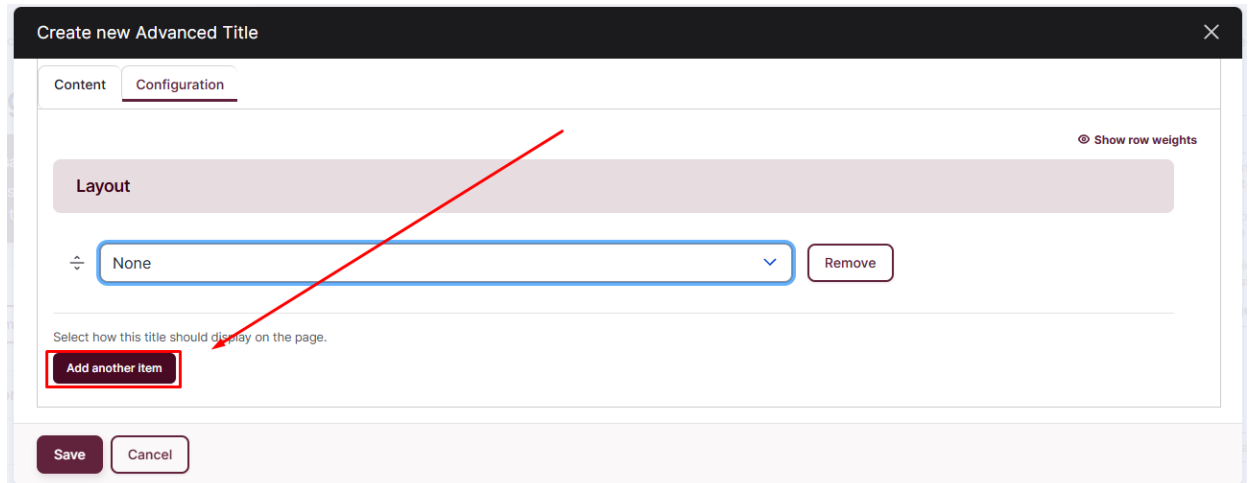 Create new Advanced Title
Content Configuration
Show row weights
Layout
None Remove
Select how this title should display on the page.
Add another item
Save Cancel